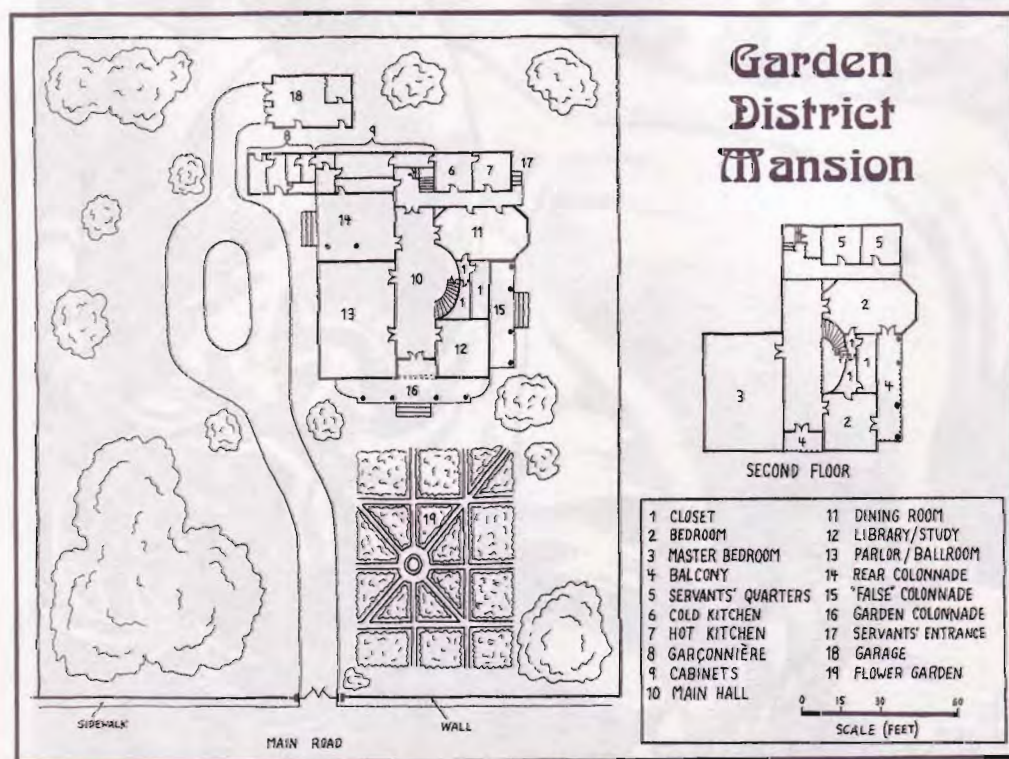 Garden
District
Mansion
18
8
9
17
6
7
14
11
10
1
1
1
15
13
12
16
19
5
5
2
1
1
1
3
4
2
4
SECOND FLOOR
1 CLOSET
2 BEDROOM
3 MASTER BEDROOM
4 BALCONY
5 SERVANTS' QUARTERS
6 COLD KITCHEN
7 HOT KITCHEN
8 GARÇONNIÈRE
9 CABINETS
10 MAIN HALL
11 DINING ROOM
12 LIBRARY/STUDY
13 PARLOR/BALLROOM
14 REAR COLONNADE
15 "FALSE" COLONNADE
16 GARDEN COLONNADE
17 SERVANTS' ENTRANCE
18 GARAGE
19 FLOWER GARDEN
0 15 30 60
SCALE (FEET)
SIDEWALK
WALL
MAIN ROAD